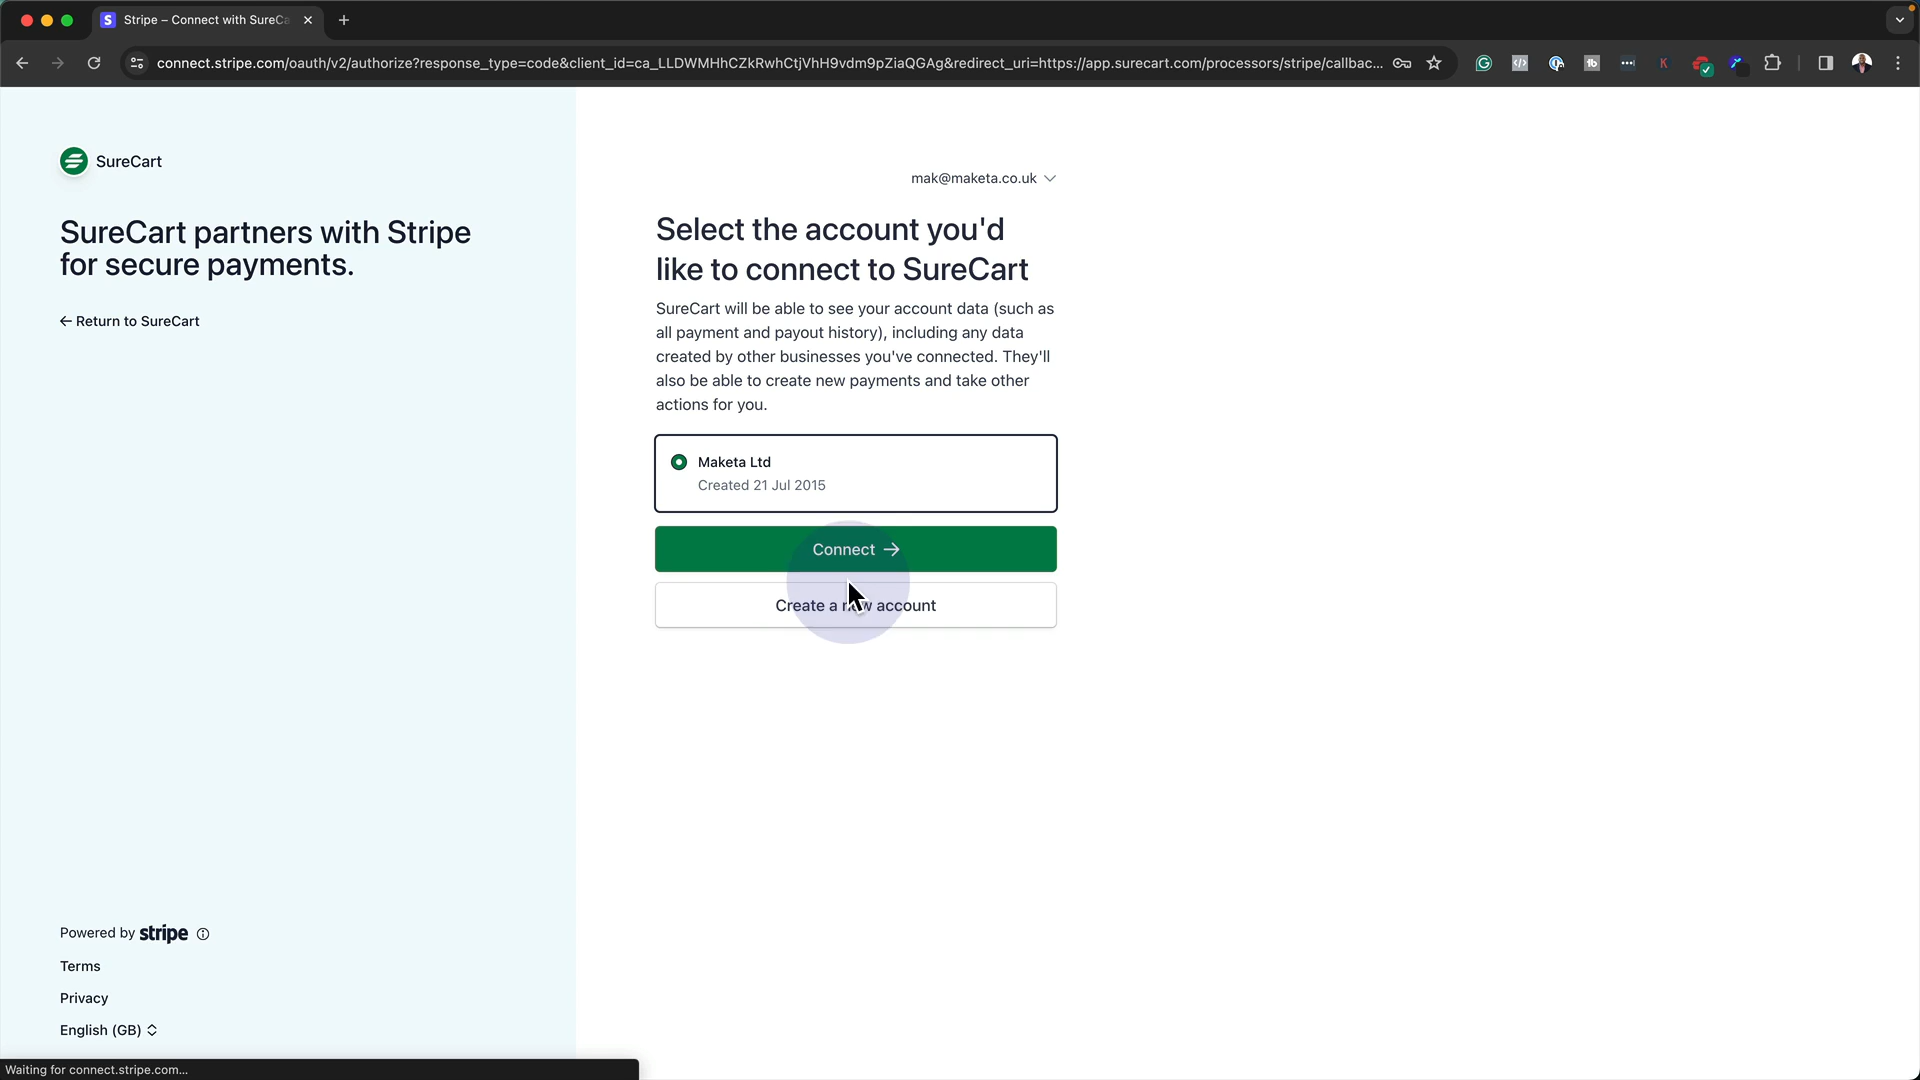 Stripe – Connect with SureCa
connect.stripe.com/oauth/v2/authorize?response_type=code&client_id=ca_LLDWMHhCZkRwhCtjVhH9vdm9pZiaQGAg&redirect_uri=https://app.surecart.com/processors/stripe/callbac...
SureCart
SureCart partners with Stripe
for secure payments.
← Return to SureCart
mak@maketa.co.uk
Select the account you'd
like to connect to SureCart
SureCart will be able to see your account data (such as
all payment and payout history), including any data
created by other businesses you've connected. They'll
also be able to create new payments and take other
actions for you.
Maketa Ltd
Created 21 Jul 2015
Connect →
Create a new account
Powered by stripe
Terms
Privacy
English (GB)
Waiting for connect.stripe.com...